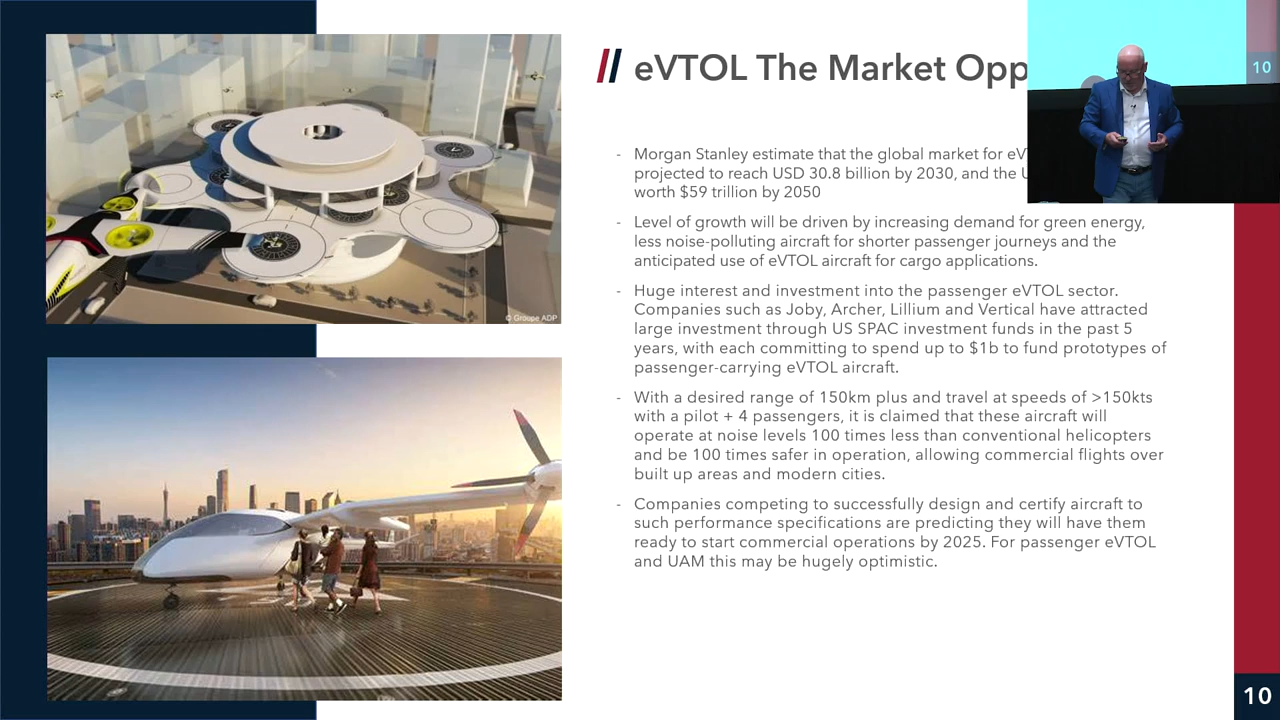 eVTOL The Market Opp
10
- Morgan Stanley estimate that the global market for eV
projected to reach USD 30.8 billion by 2030, and the U
worth $59 trillion by 2050
- Level of growth will be driven by increasing demand for green energy,
less noise-polluting aircraft for shorter passenger journeys and the
anticipated use of eVTOL aircraft for cargo applications.
- Huge interest and investment into the passenger eVTOL sector.
Companies such as Joby, Archer, Lillium and Vertical have attracted
large investment through US SPAC investment funds in the past 5
years, with each committing to spend up to $1b to fund prototypes of
passenger-carrying eVTOL aircraft.
- With a desired range of 150km plus and travel at speeds of >150kts
with a pilot + 4 passengers, it is claimed that these aircraft will
operate at noise levels 100 times less than conventional helicopters
and be 100 times safer in operation, allowing commercial flights over
built up areas and modern cities.
- Companies competing to successfully design and certify aircraft to
such performance specifications are predicting they will have them
ready to start commercial operations by 2025. For passenger eVTOL
and UAM this may be hugely optimistic.
© Groupe ADP
10